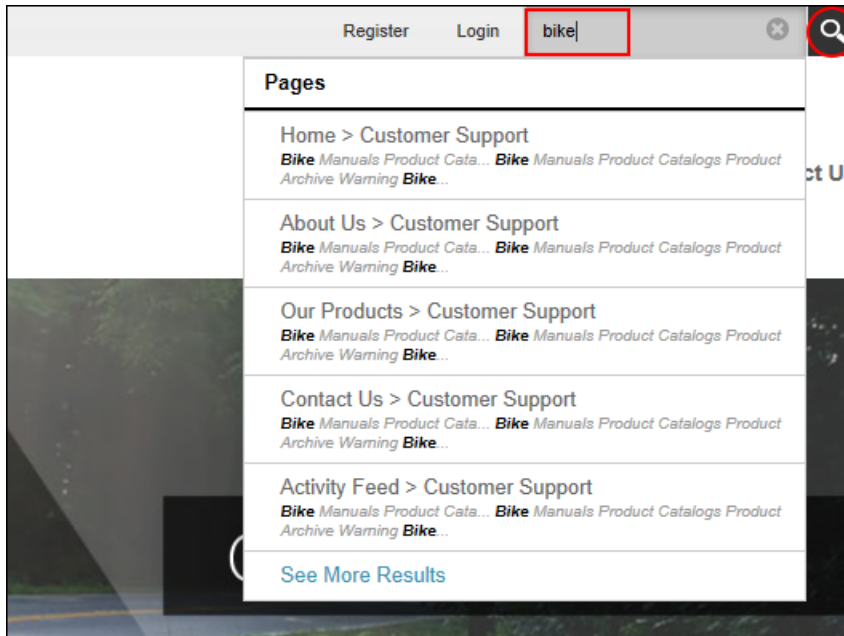 Register Login bike
Pages
Home > Customer Support
Bike Manuals Product Cata... Bike Manuals Product Catalogs Product
Archive Warning Bike...
ct U
About Us > Customer Support
Bike Manuals Product Cata... Bike Manuals Product Catalogs Product
Archive Warning Bike...
Our Products > Customer Support
Bike Manuals Product Cata... Bike Manuals Product Catalogs Product
Archive Warning Bike...
Contact Us > Customer Support
Bike Manuals Product Cata... Bike Manuals Product Catalogs Product
Archive Warning Bike...
Activity Feed > Customer Support
Bike Manuals Product Cata... Bike Manuals Product Catalogs Product
Archive Warning Bike...
See More Results